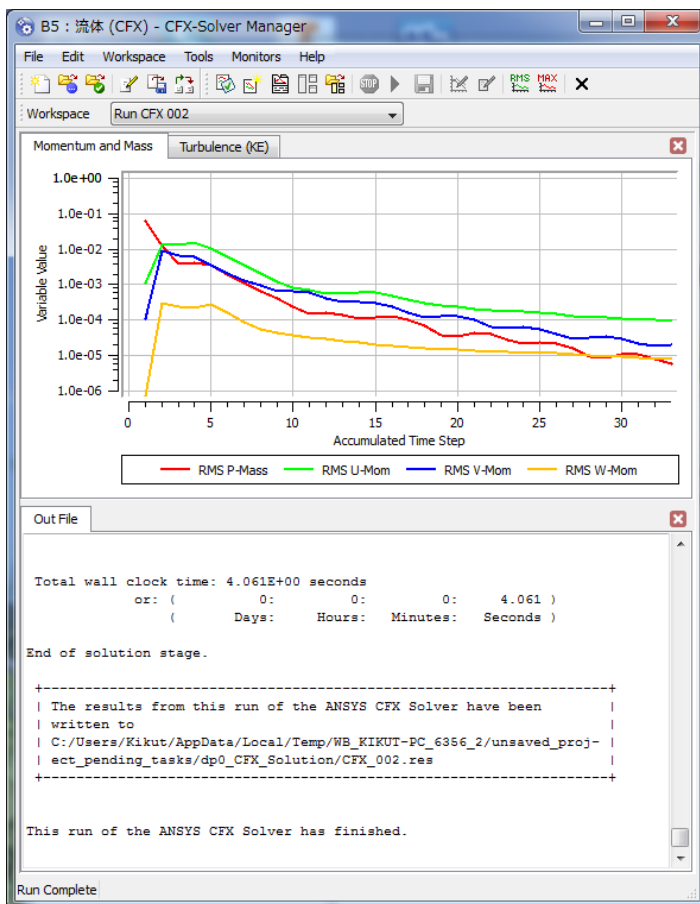 B5 : 流体 (CFX) - CFX-Solver Manager
File Edit Workspace Tools Monitors Help
STOP RMS MAX
Workspace Run CFX 002
Momentum and Mass Turbulence (KE)
1.0e+00
1.0e-01
1.0e-02
1.0e-03
1.0e-04
1.0e-05
1.0e-06
Variable Value
0 5 10 15 20 25 30
Accumulated Time Step
RMS P-Mass RMS U-Mom RMS V-Mom RMS W-Mom
Out File
Total wall clock time: 4.061E+00 seconds
or: ( 0: 0: 0: 4.061 )
( Days: Hours: Minutes: Seconds )
End of solution stage.
+--------------------------------------------------------------------+
| The results from this run of the ANSYS CFX Solver have been |
| written to |
| C:/Users/Kikut/AppData/Local/Temp/WB_KIKUT-PC_6356_2/unsaved_proj- |
| ect_pending_tasks/dp0_CFX_Solution/CFX_002.res |
+--------------------------------------------------------------------+
This run of the ANSYS CFX Solver has finished.
Run Complete